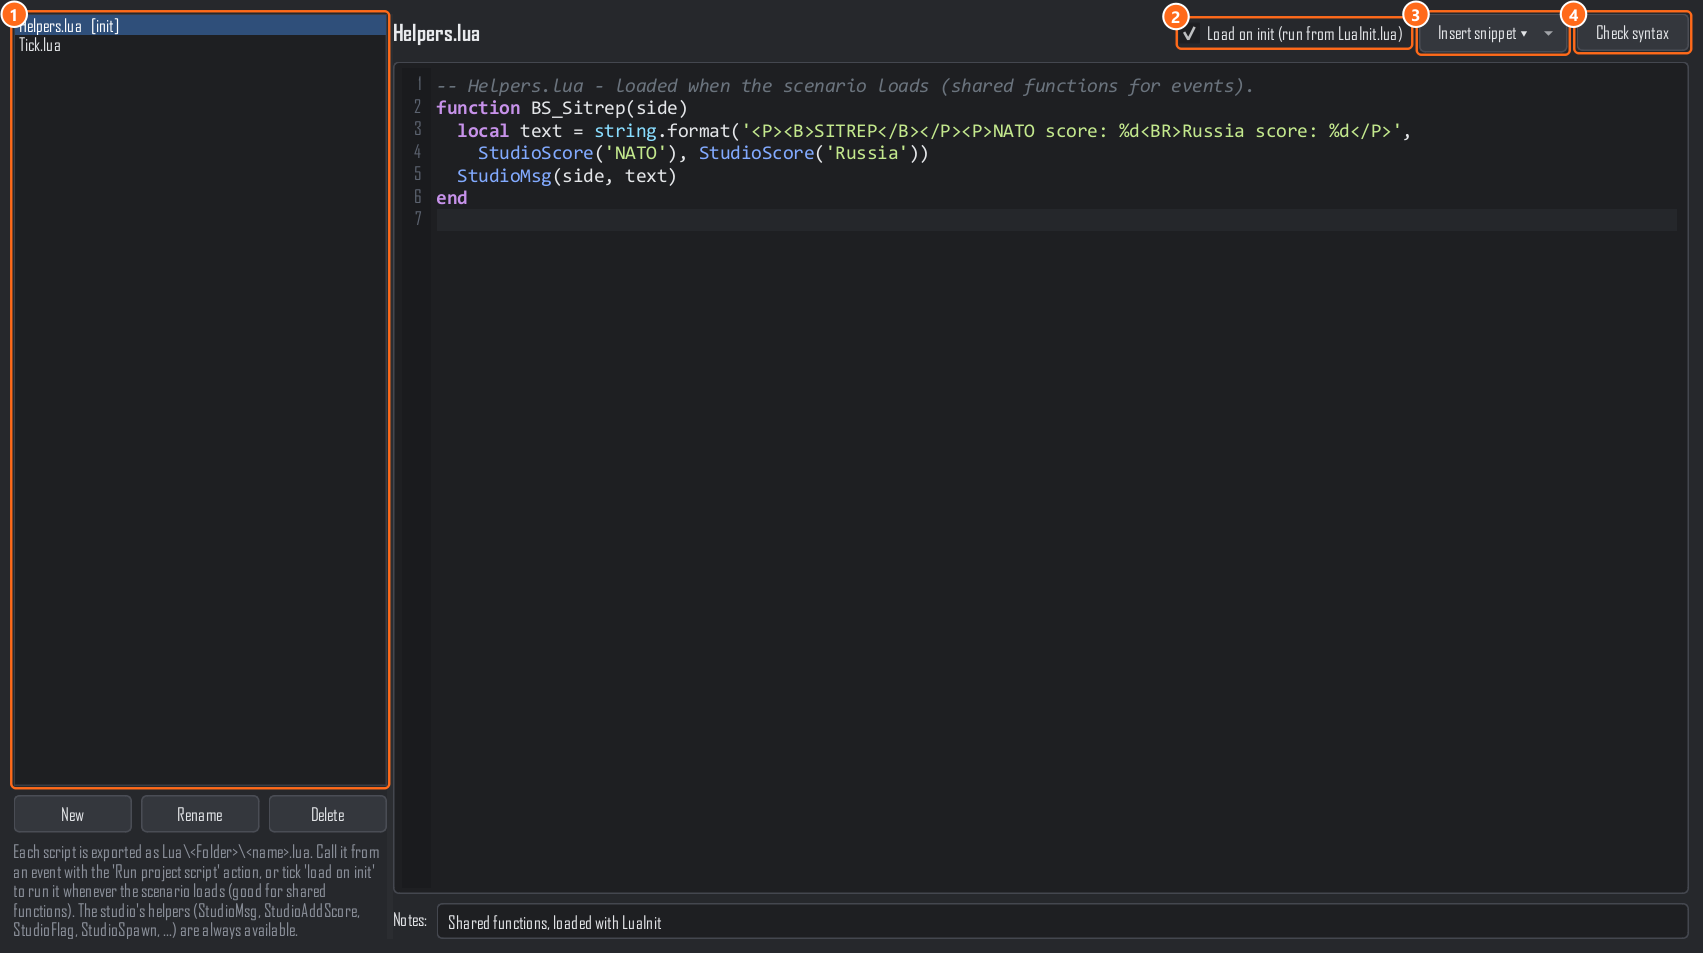 1
Helpers.lua [init]
Tick.lua
Helpers.lua
2
✓ Load on init (run from LuaInit.lua)
3
Insert snippet ▾
4
Check syntax
1 -- Helpers.lua - loaded when the scenario loads (shared functions for events).
2 function BS_Sitrep(side)
3   local text = string.format('<P><B>SITREP</B></P><P>NATO score: %d<BR>Russia score: %d</P>',
4     StudioScore('NATO'), StudioScore('Russia'))
5   StudioMsg(side, text)
6 end
7
New
Rename
Delete
Each script is exported as Lua\<Folder>\<name>.lua. Call it from
an event with the 'Run project script' action, or tick 'load on init'
to run it whenever the scenario loads (good for shared
functions). The studio's helpers (StudioMsg, StudioAddScore,
StudioFlag, StudioSpawn, ...) are always available.
Notes:
Shared functions, loaded with LuaInit